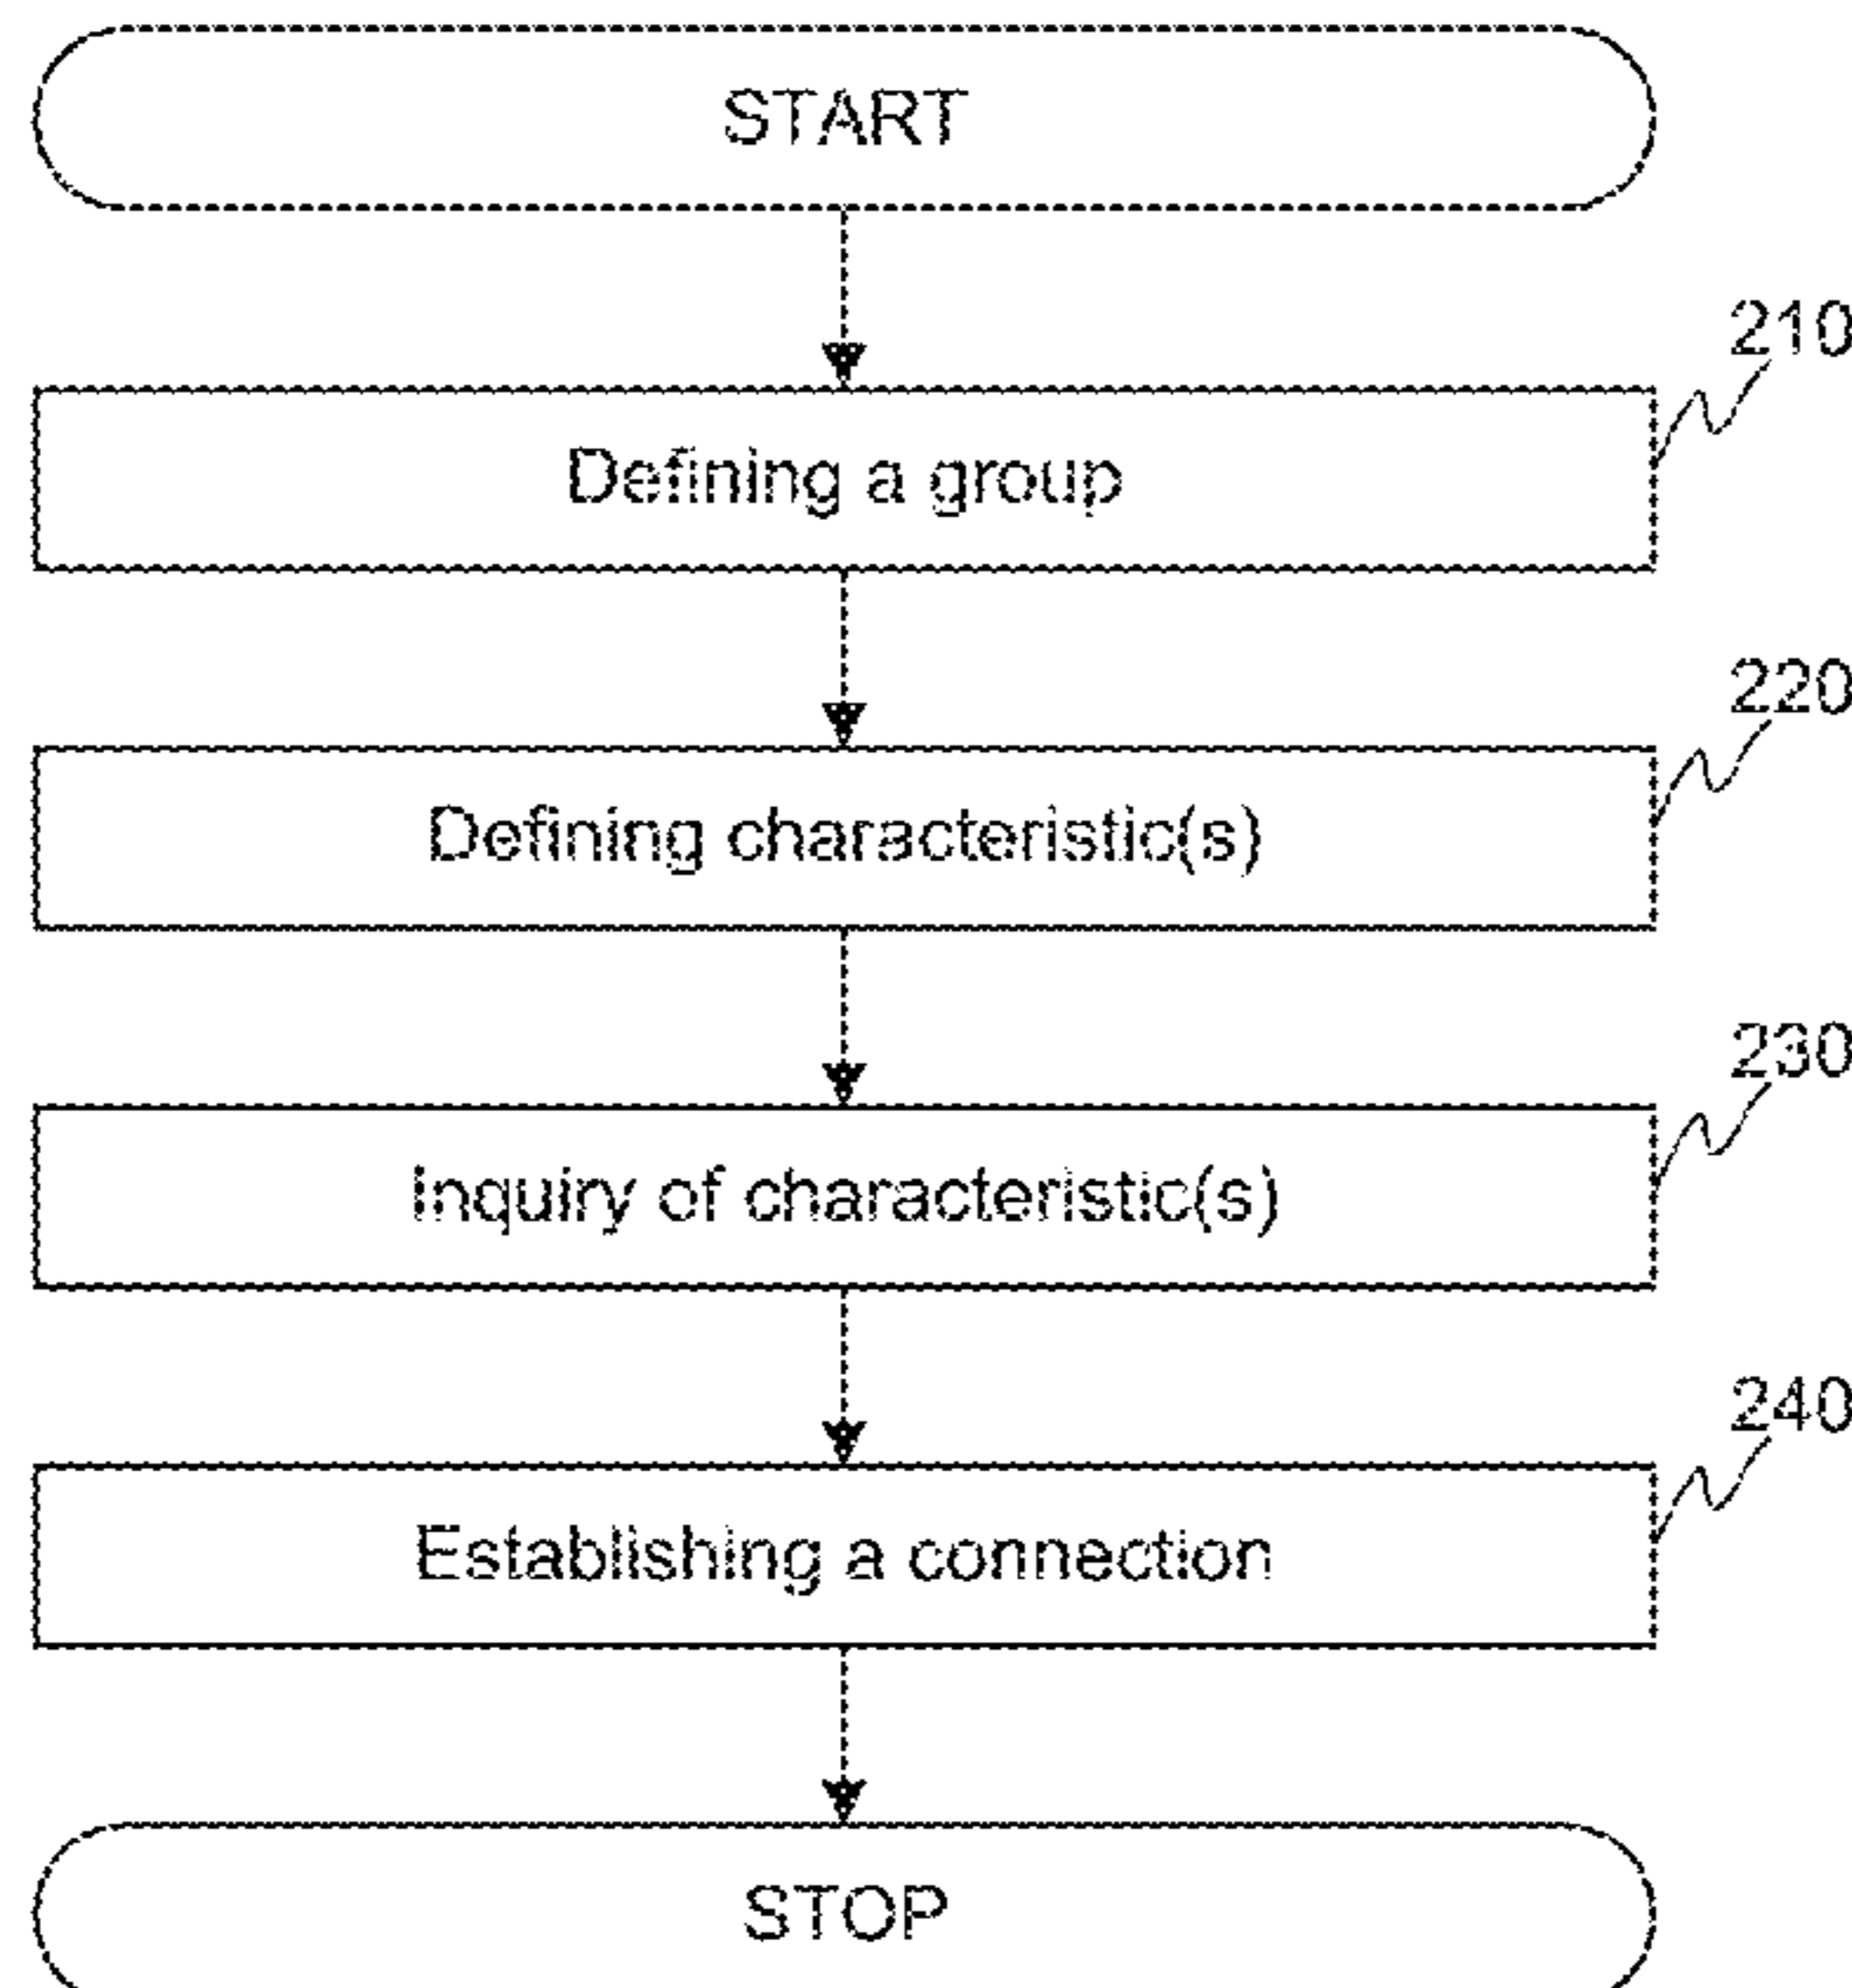 START
210
Defining a group
220
Defining characteristic(s)
230
Inquiry of characteristic(s)
240
Establishing a connection
STOP